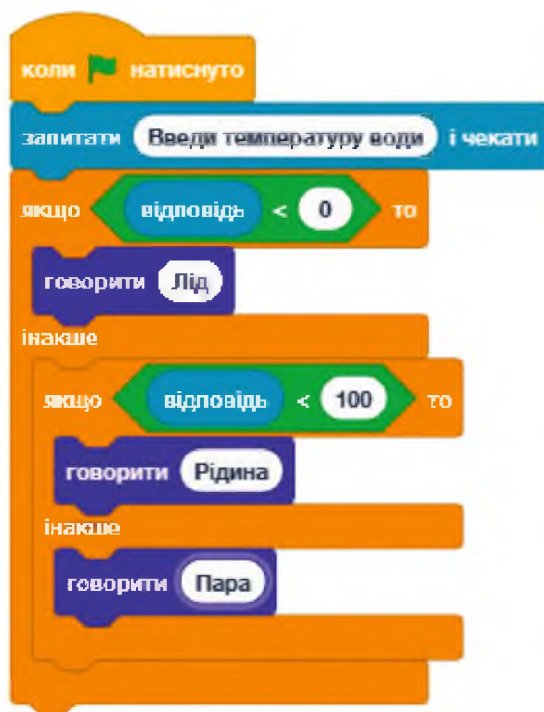 коли натиснуто
запитати Введи температуру води і чекати
якщо відповідь < 0 то
говорити Лід
інакше
якщо відповідь < 100 то
говорити Рідина
інакше
говорити Пара